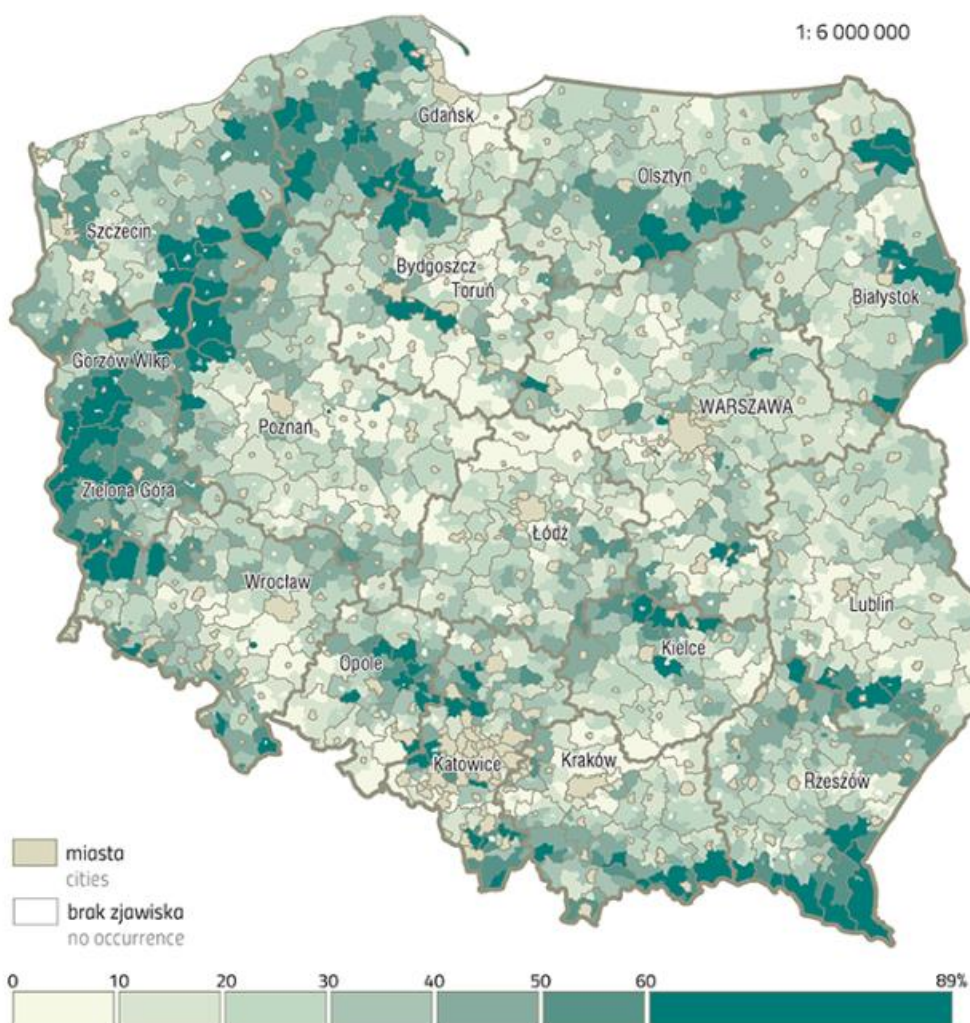 1: 6 000 000
Gdańsk
Olsztyn
Szczecin
Bydgoszcz
Toruń
Białystok
Gorzów Wlkp.
WARSZAWA
Poznań
Zielona Góra
Łódź
Wrocław
Lublin
Kielce
Opole
Katowice
Kraków
Rzeszów
miasta
cities
brak zjawiska
no occurrence
0 10 20 30 40 50 60 89%